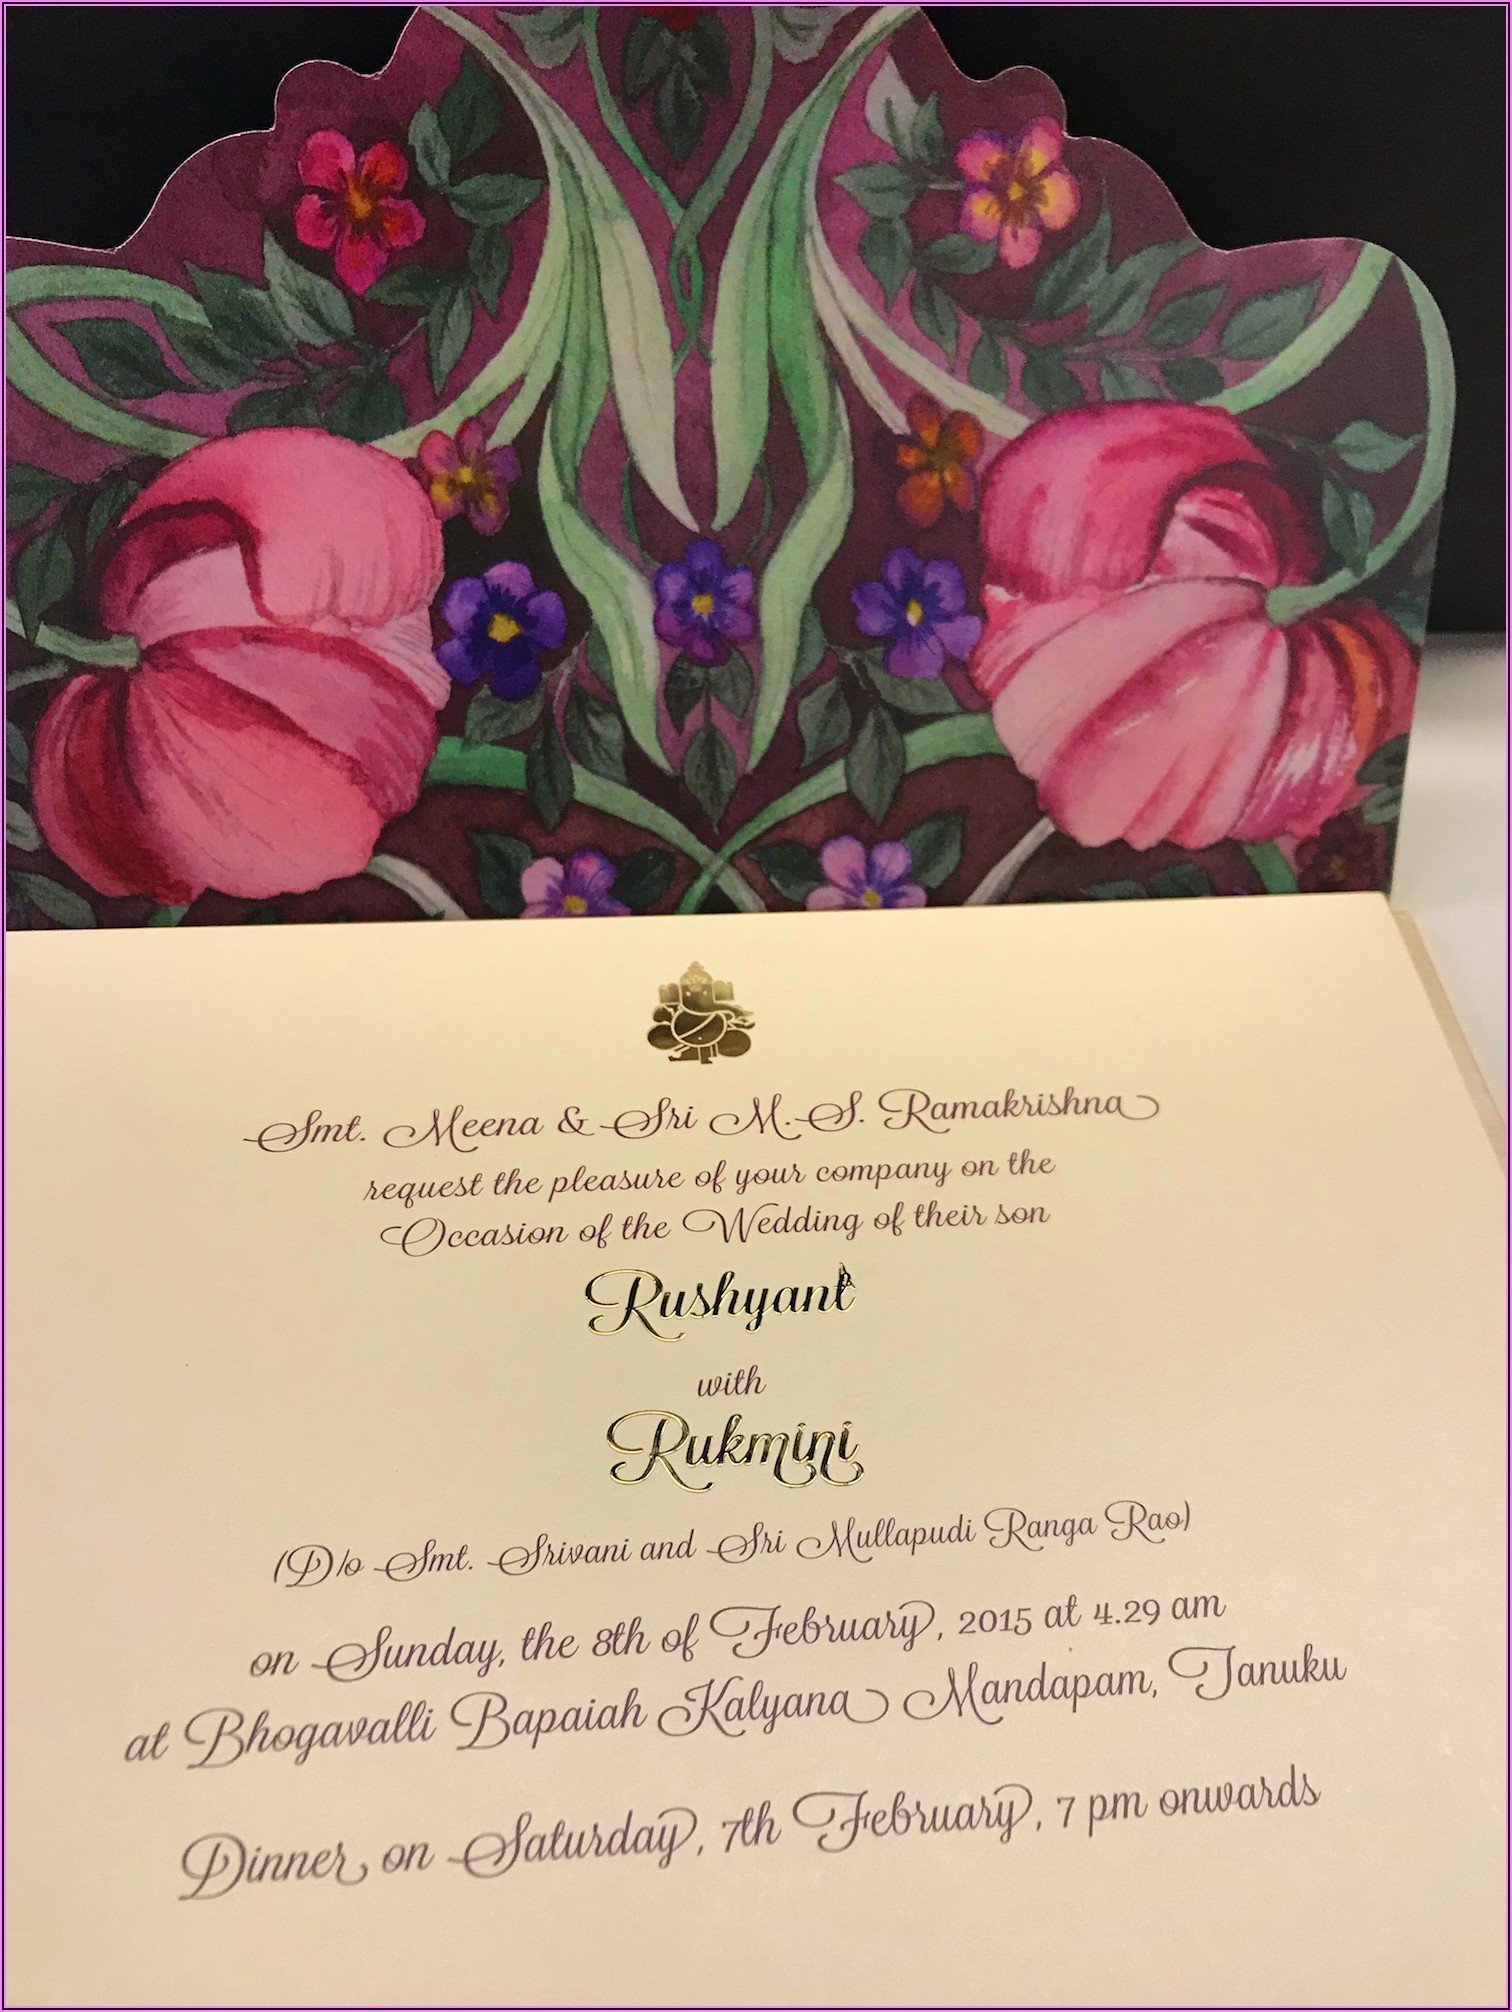 Smt. Meena & Sri M. S. Ramakrishna
request the pleasure of your company on the
Occasion of the Wedding of their son
Rushyant
with
Rukmini
(D/o Smt. Srivani and Sri Mullapudi Ranga Rao)
on Sunday, the 8th of February, 2015 at 4.29 am
at Bhogavalli Bapaiah Kalyana Mandapam, Tanuku
Dinner on Saturday, 7th February, 7 pm onwards